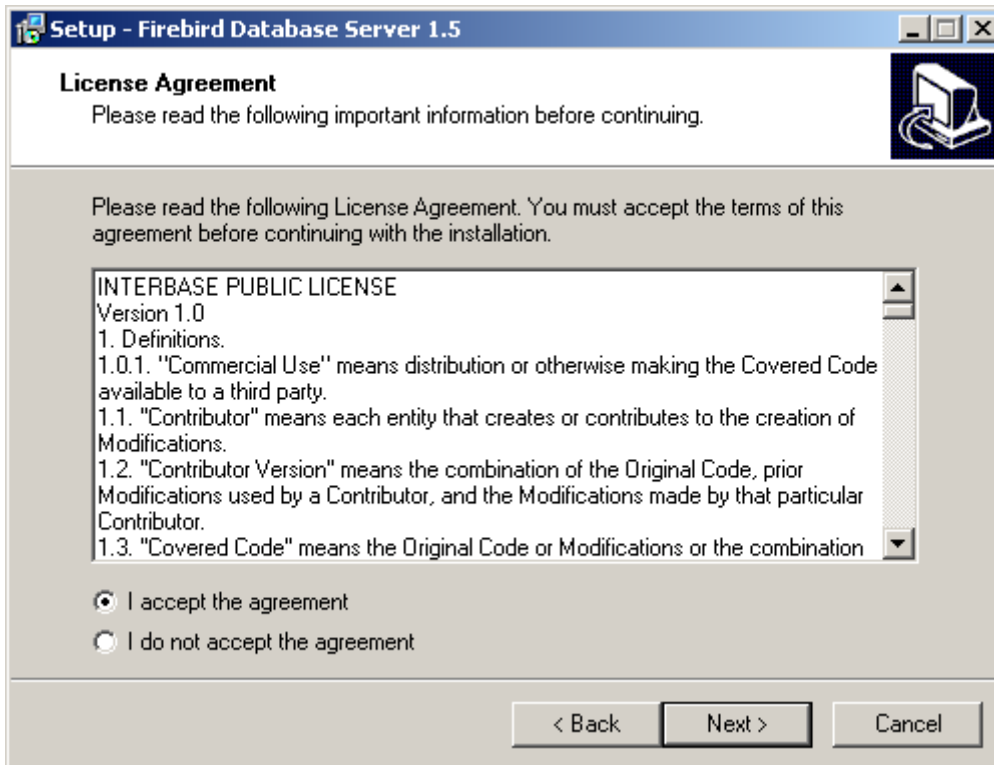 Setup - Firebird Database Server 1.5
License Agreement
Please read the following important information before continuing.
Please read the following License Agreement. You must accept the terms of this
agreement before continuing with the installation.
INTERBASE PUBLIC LICENSE
Version 1.0
1. Definitions.
1.0.1. "Commercial Use" means distribution or otherwise making the Covered Code
available to a third party.
1.1. "Contributor" means each entity that creates or contributes to the creation of
Modifications.
1.2. "Contributor Version" means the combination of the Original Code, prior
Modifications used by a Contributor, and the Modifications made by that particular
Contributor.
1.3. "Covered Code" means the Original Code or Modifications or the combination
I accept the agreement
I do not accept the agreement
< Back Next > Cancel